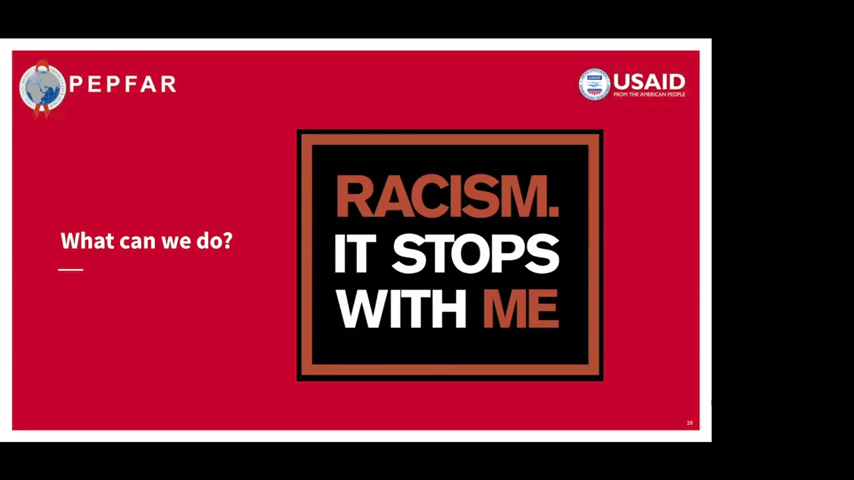 PEPFAR
USAID
FROM THE AMERICAN PEOPLE
What can we do?
RACISM.
IT STOPS
WITH ME
28